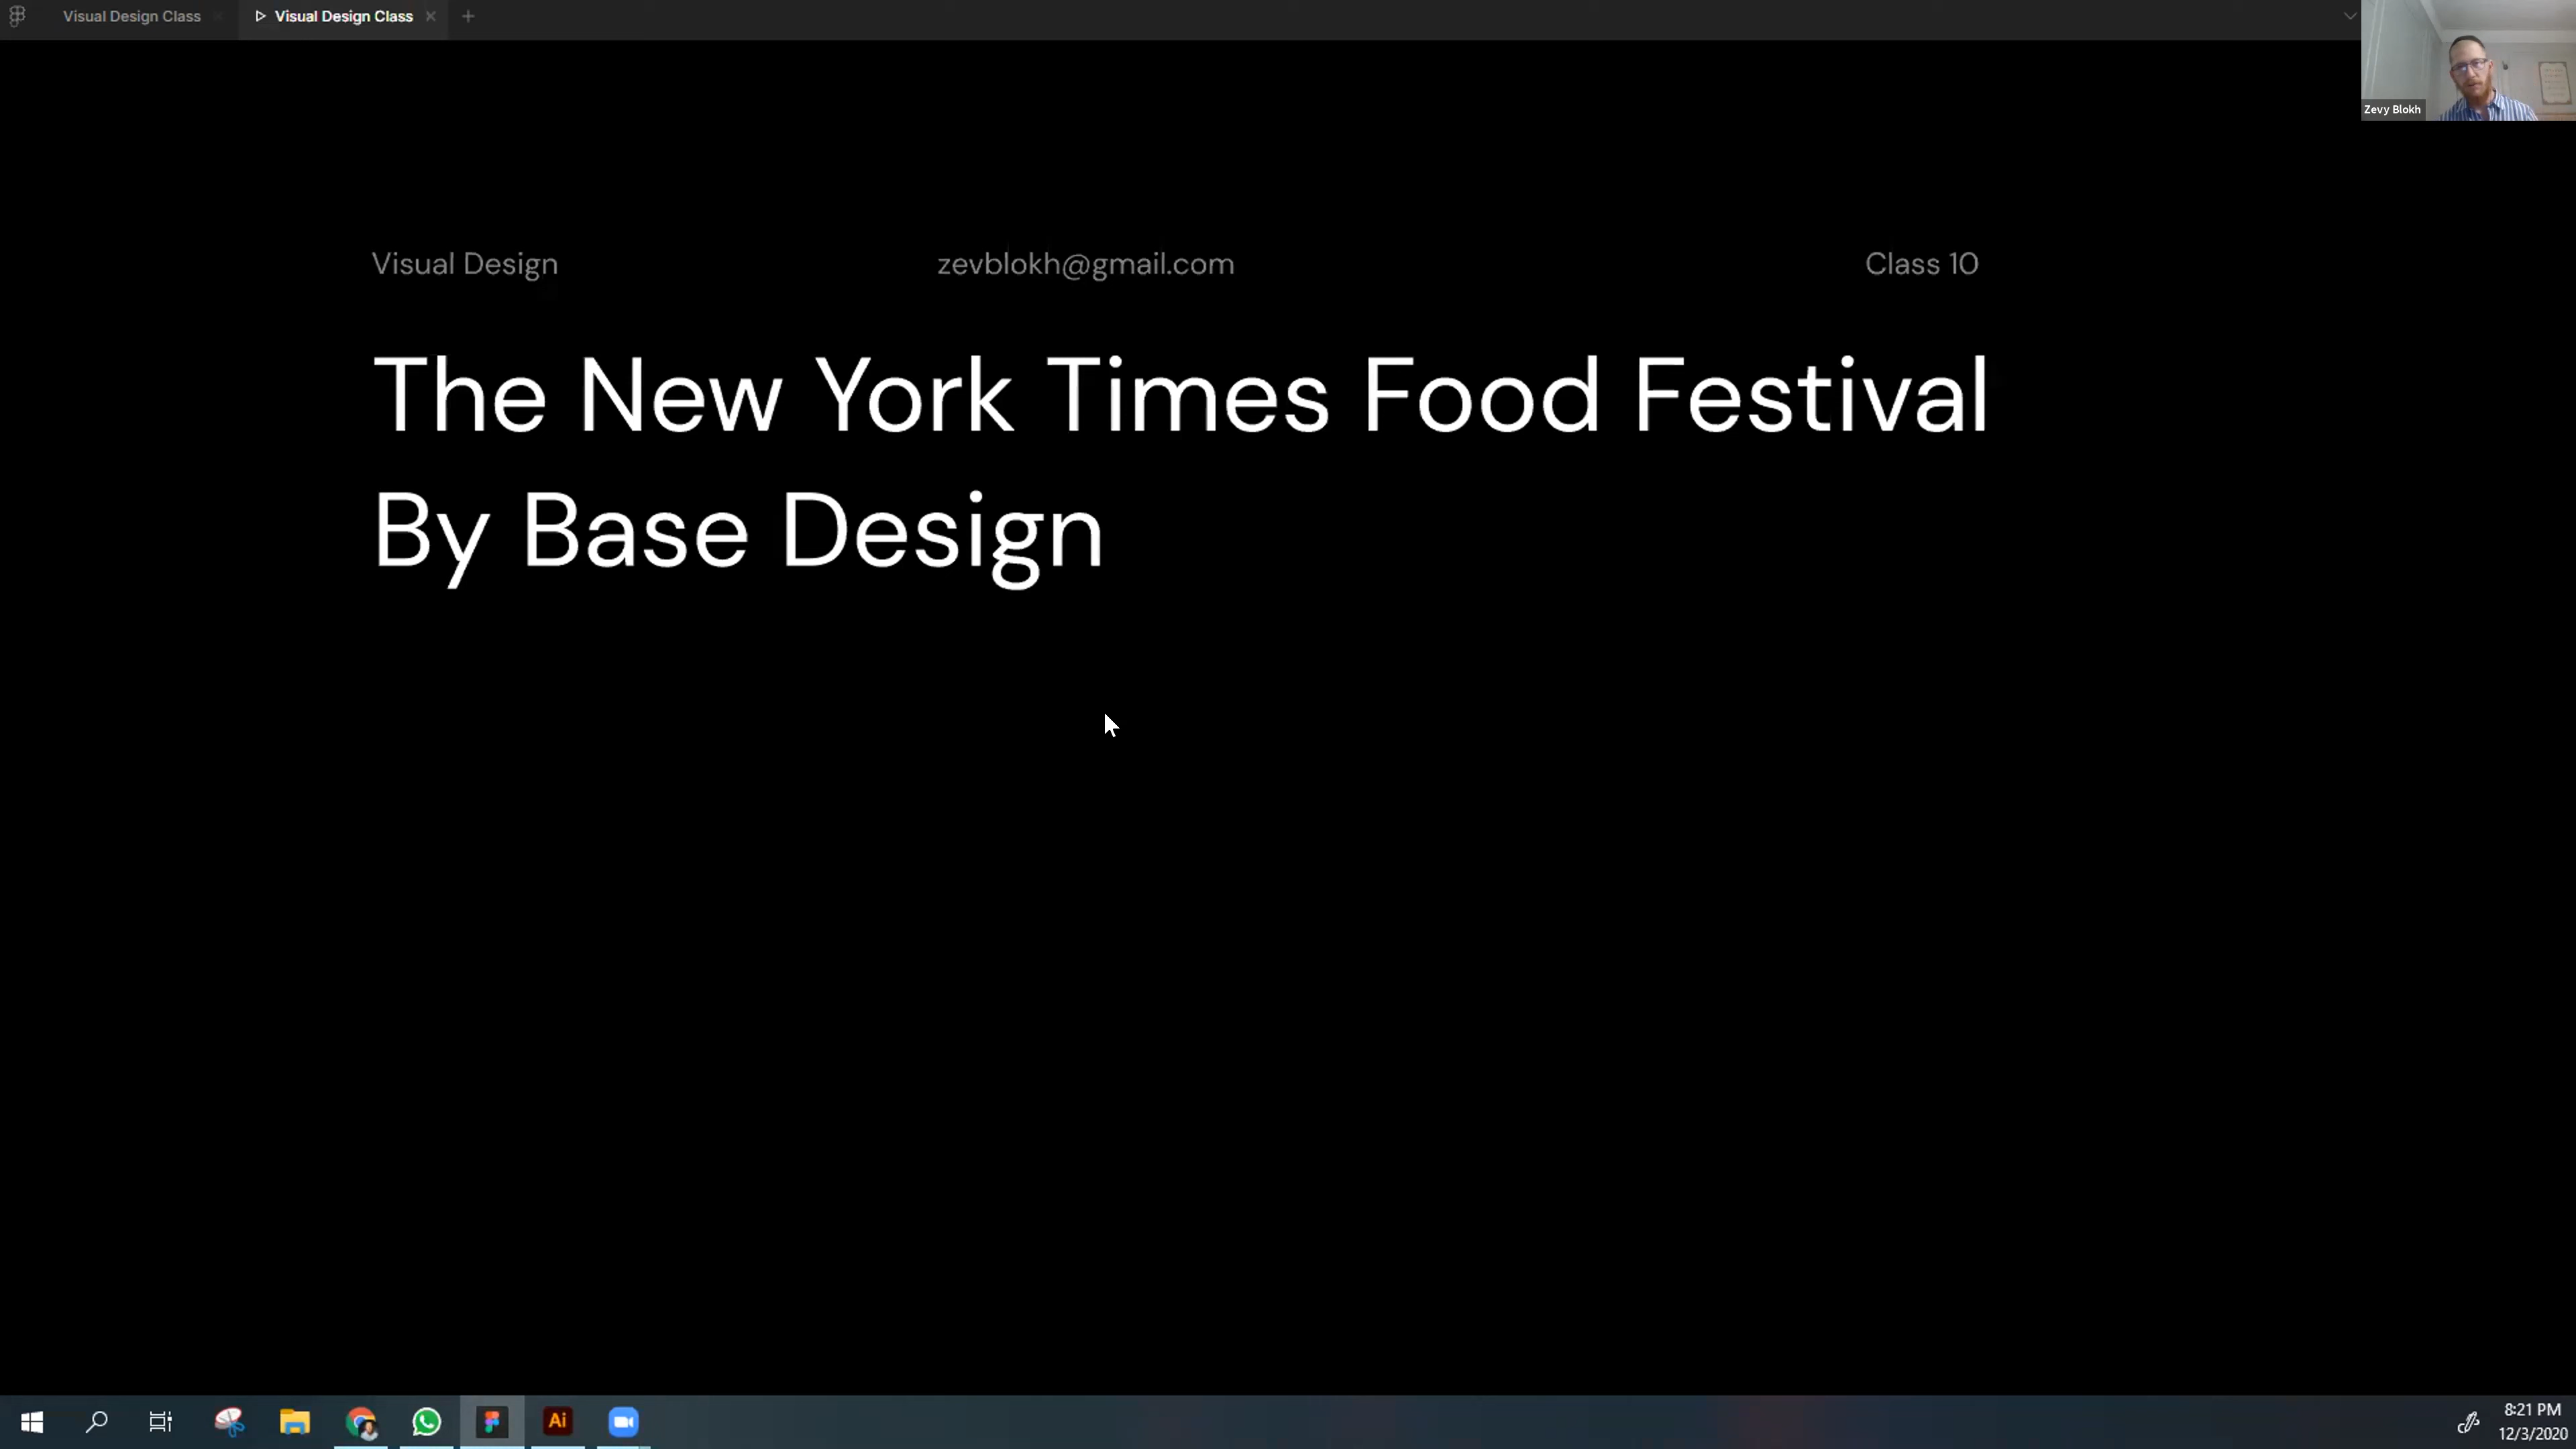 Visual Design Class
Visual Design Class
Zevy Blokh
Visual Design
zevblokh@gmail.com
Class 10
The New York Times Food Festival
By Base Design
Ai
8:21 PM
12/3/2020